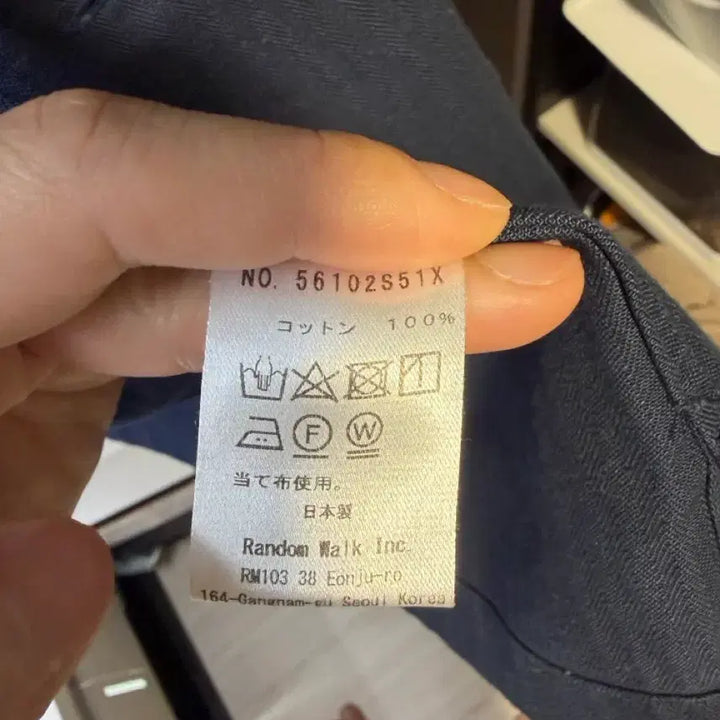 NO. 56102S51X
コットン 100%
F W
当て布使用。
日本製
Random Walk Inc.
RM103 38 Eonju-ro
164-Gangnam-gu Seoul Korea